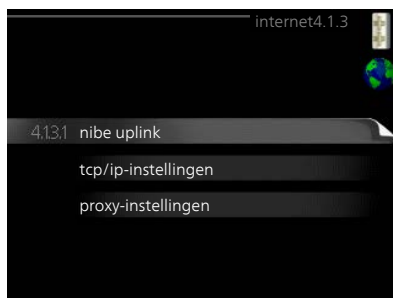 internet4.1.3
4.1.3.1 nibe uplink
tcp/ip-instellingen
proxy-instellingen